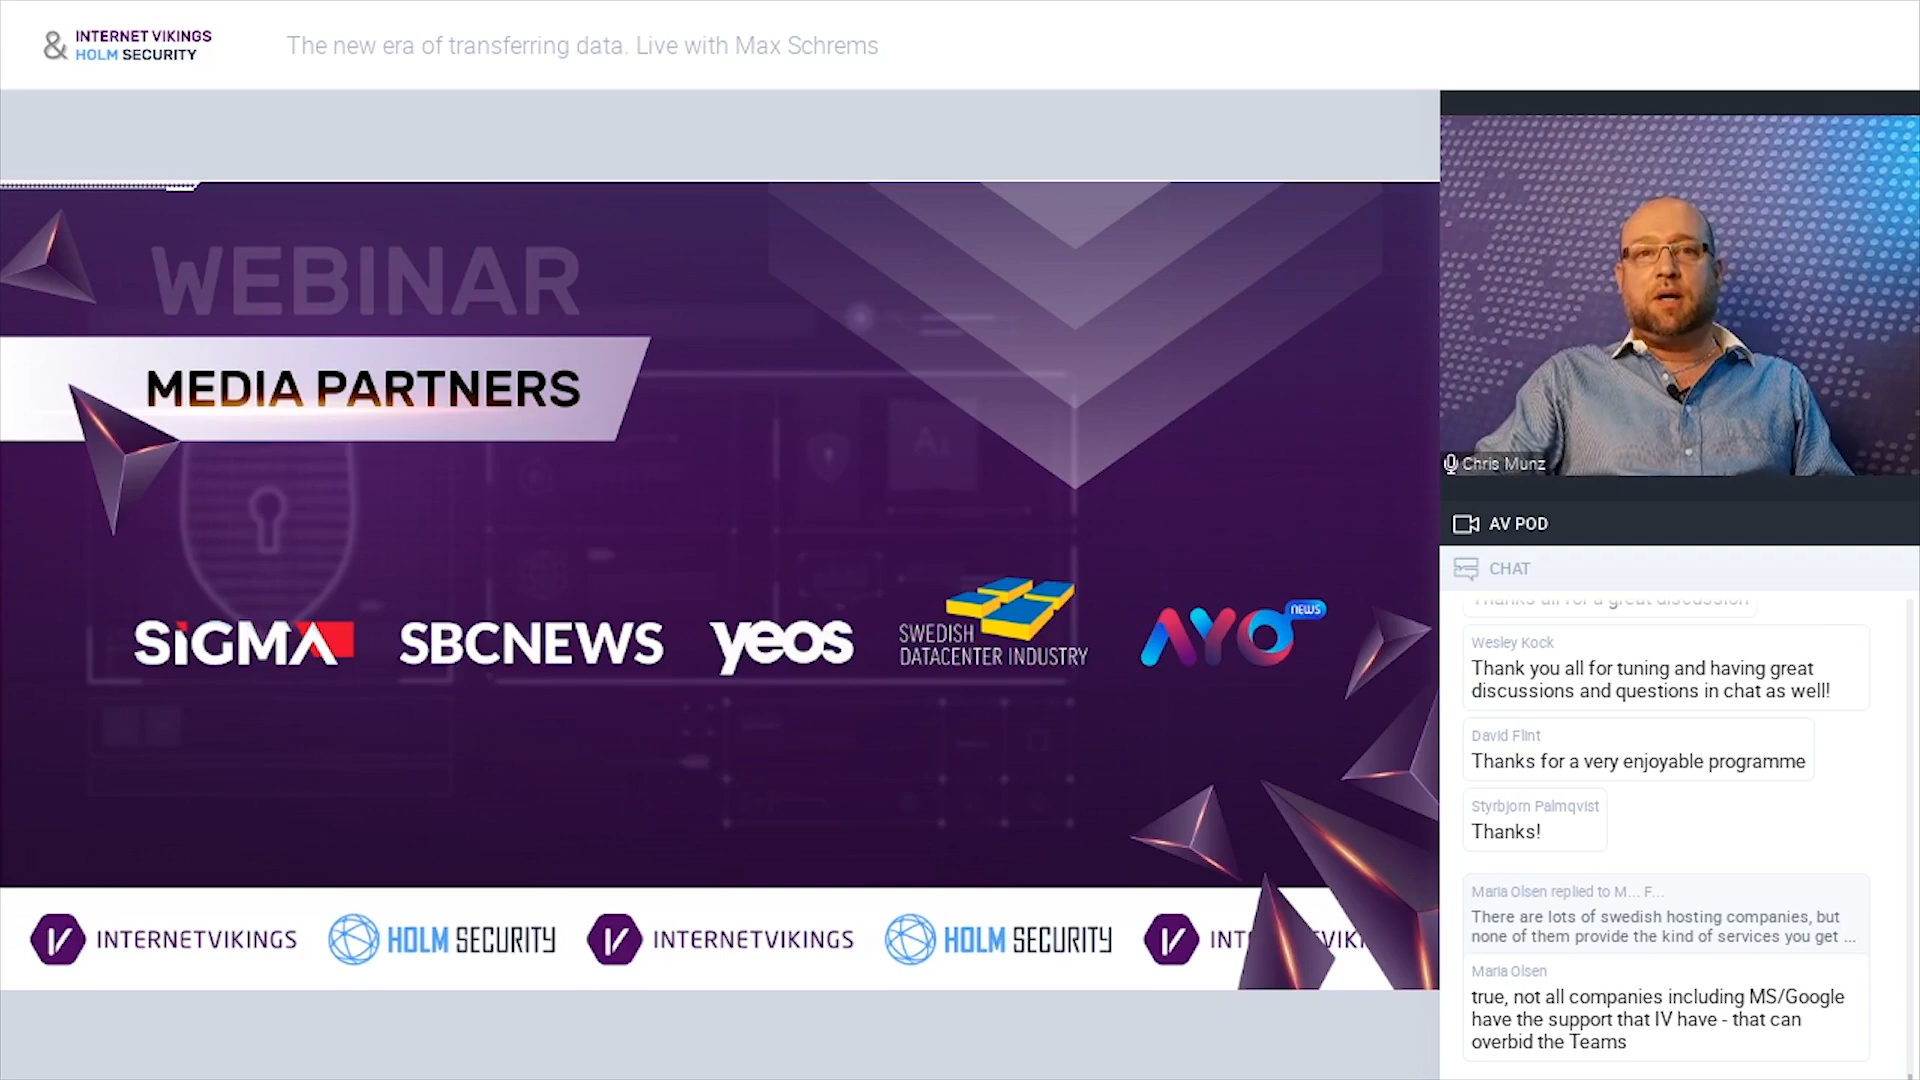 & INTERNET VIKINGS
HOLM SECURITY
The new era of transferring data. Live with Max Schrems
WEBINAR
MEDIA PARTNERS
SiGMA
SBCNEWS
yeos
SWEDISH
DATACENTER INDUSTRY
AYO NEWS
INTERNETVIKINGS
HOLM SECURITY
INTERNETVIKINGS
HOLM SECURITY
Chris Munz
AV POD
CHAT
Thanks all for a great discussion
Wesley Kock
Thank you all for tuning and having great
discussions and questions in chat as well!
David Flint
Thanks for a very enjoyable programme
Styrbjorn Palmqvist
Thanks!
Maria Olsen replied to M... F...
There are lots of swedish hosting companies, but
none of them provide the kind of services you get ...
Maria Olsen
true, not all companies including MS/Google
have the support that IV have - that can
overbid the Teams